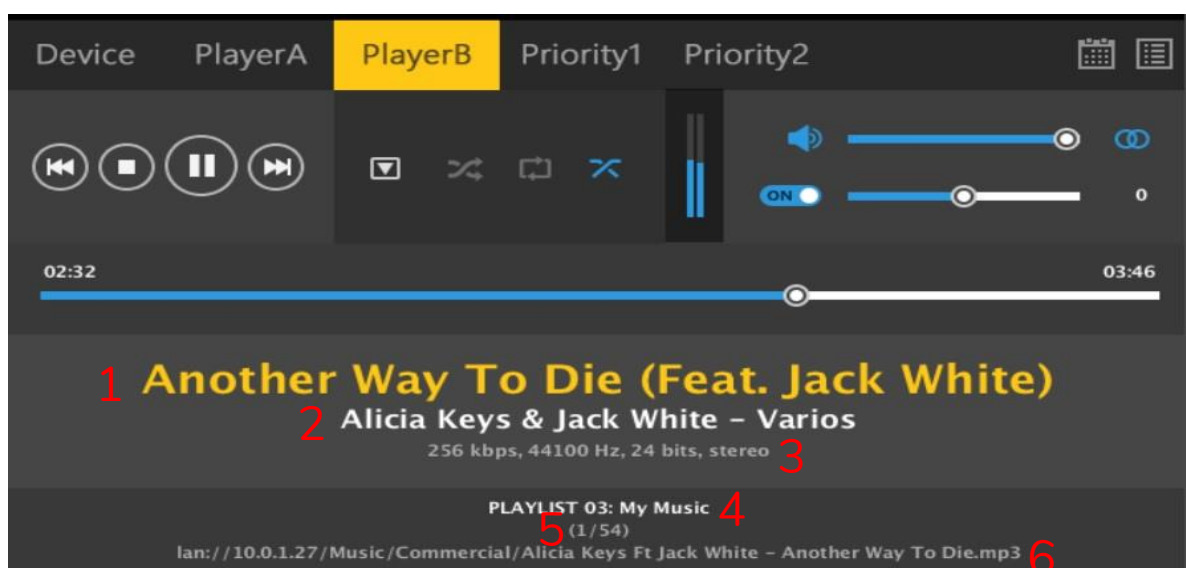 Device PlayerA PlayerB Priority1 Priority2
ON 0
02:32 03:46
1 Another Way To Die (Feat. Jack White)
2 Alicia Keys & Jack White – Varios
256 kbps, 44100 Hz, 24 bits, stereo 3
PLAYLIST 03: My Music 4
5 (1/54)
lan://10.0.1.27/Music/Commercial/Alicia Keys Ft Jack White – Another Way To Die.mp3 6